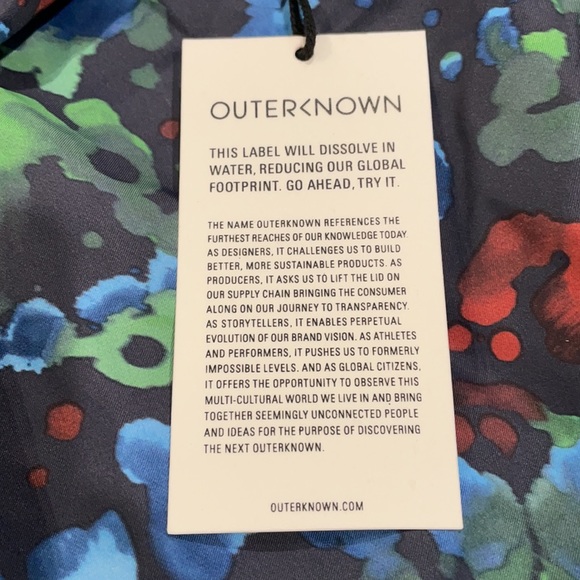 OUTERKNOWN
THIS LABEL WILL DISSOLVE IN
WATER, REDUCING OUR GLOBAL
FOOTPRINT. GO AHEAD, TRY IT.
THE NAME OUTERKNOWN REFERENCES THE
FURTHEST REACHES OF OUR KNOWLEDGE TODAY.
AS DESIGNERS, IT CHALLENGES US TO BUILD
BETTER, MORE SUSTAINABLE PRODUCTS. AS
PRODUCERS, IT ASKS US TO LIFT THE LID ON
OUR SUPPLY CHAIN BRINGING THE CONSUMER
ALONG ON OUR JOURNEY TO TRANSPARENCY.
AS STORYTELLERS, IT ENABLES PERPETUAL
EVOLUTION OF OUR BRAND VISION. AS ATHLETES
AND PERFORMERS, IT PUSHES US TO FORMERLY
IMPOSSIBLE LEVELS. AND AS GLOBAL CITIZENS,
IT OFFERS THE OPPORTUNITY TO OBSERVE THIS
MULTI-CULTURAL WORLD WE LIVE IN AND BRING
TOGETHER SEEMINGLY UNCONNECTED PEOPLE
AND IDEAS FOR THE PURPOSE OF DISCOVERING
THE NEXT OUTERKNOWN.
OUTERKNOWN.COM